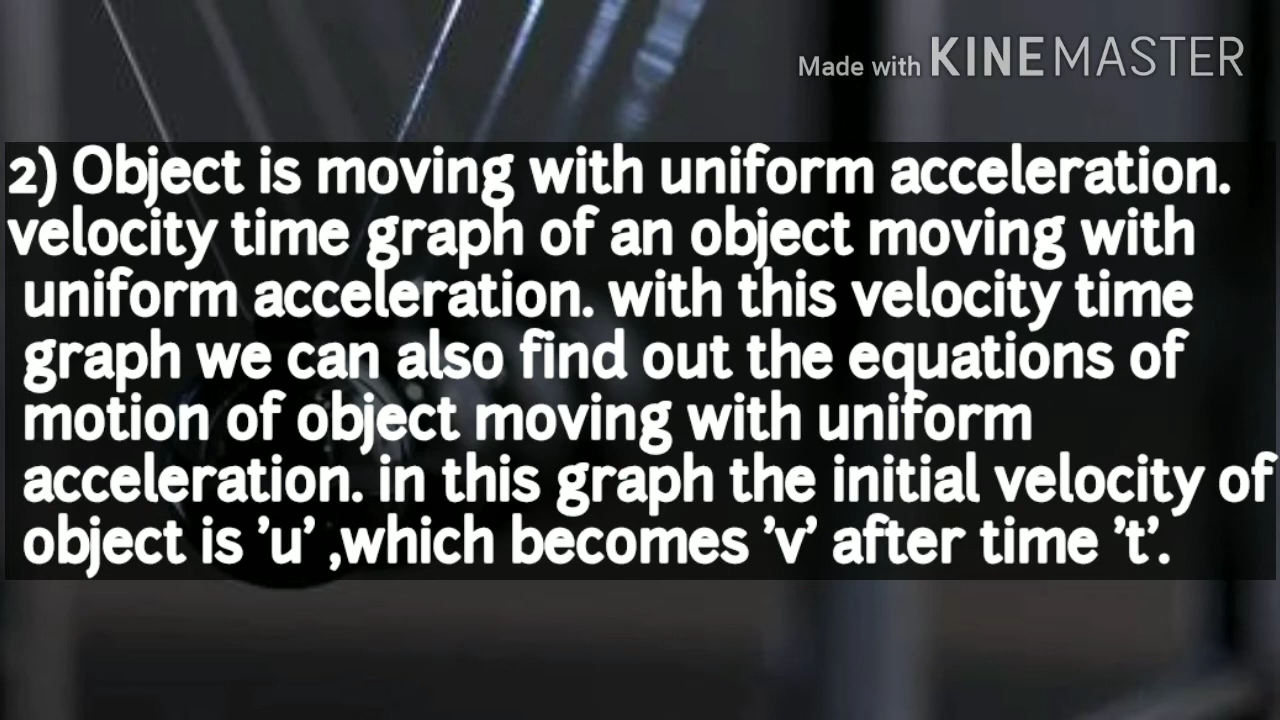 Made with KINEMASTER
2) Object is moving with uniform acceleration.
velocity time graph of an object moving with
uniform acceleration. with this velocity time
graph we can also find out the equations of
motion of object moving with uniform
acceleration. in this graph the initial velocity of
object is 'u' ,which becomes 'v' after time 't'.